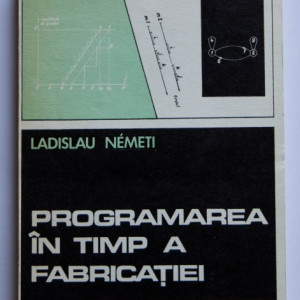 LADISLAU NÉMETI
PROGRAMAREA
ÎN TIMP A
FABRICAȚIEI